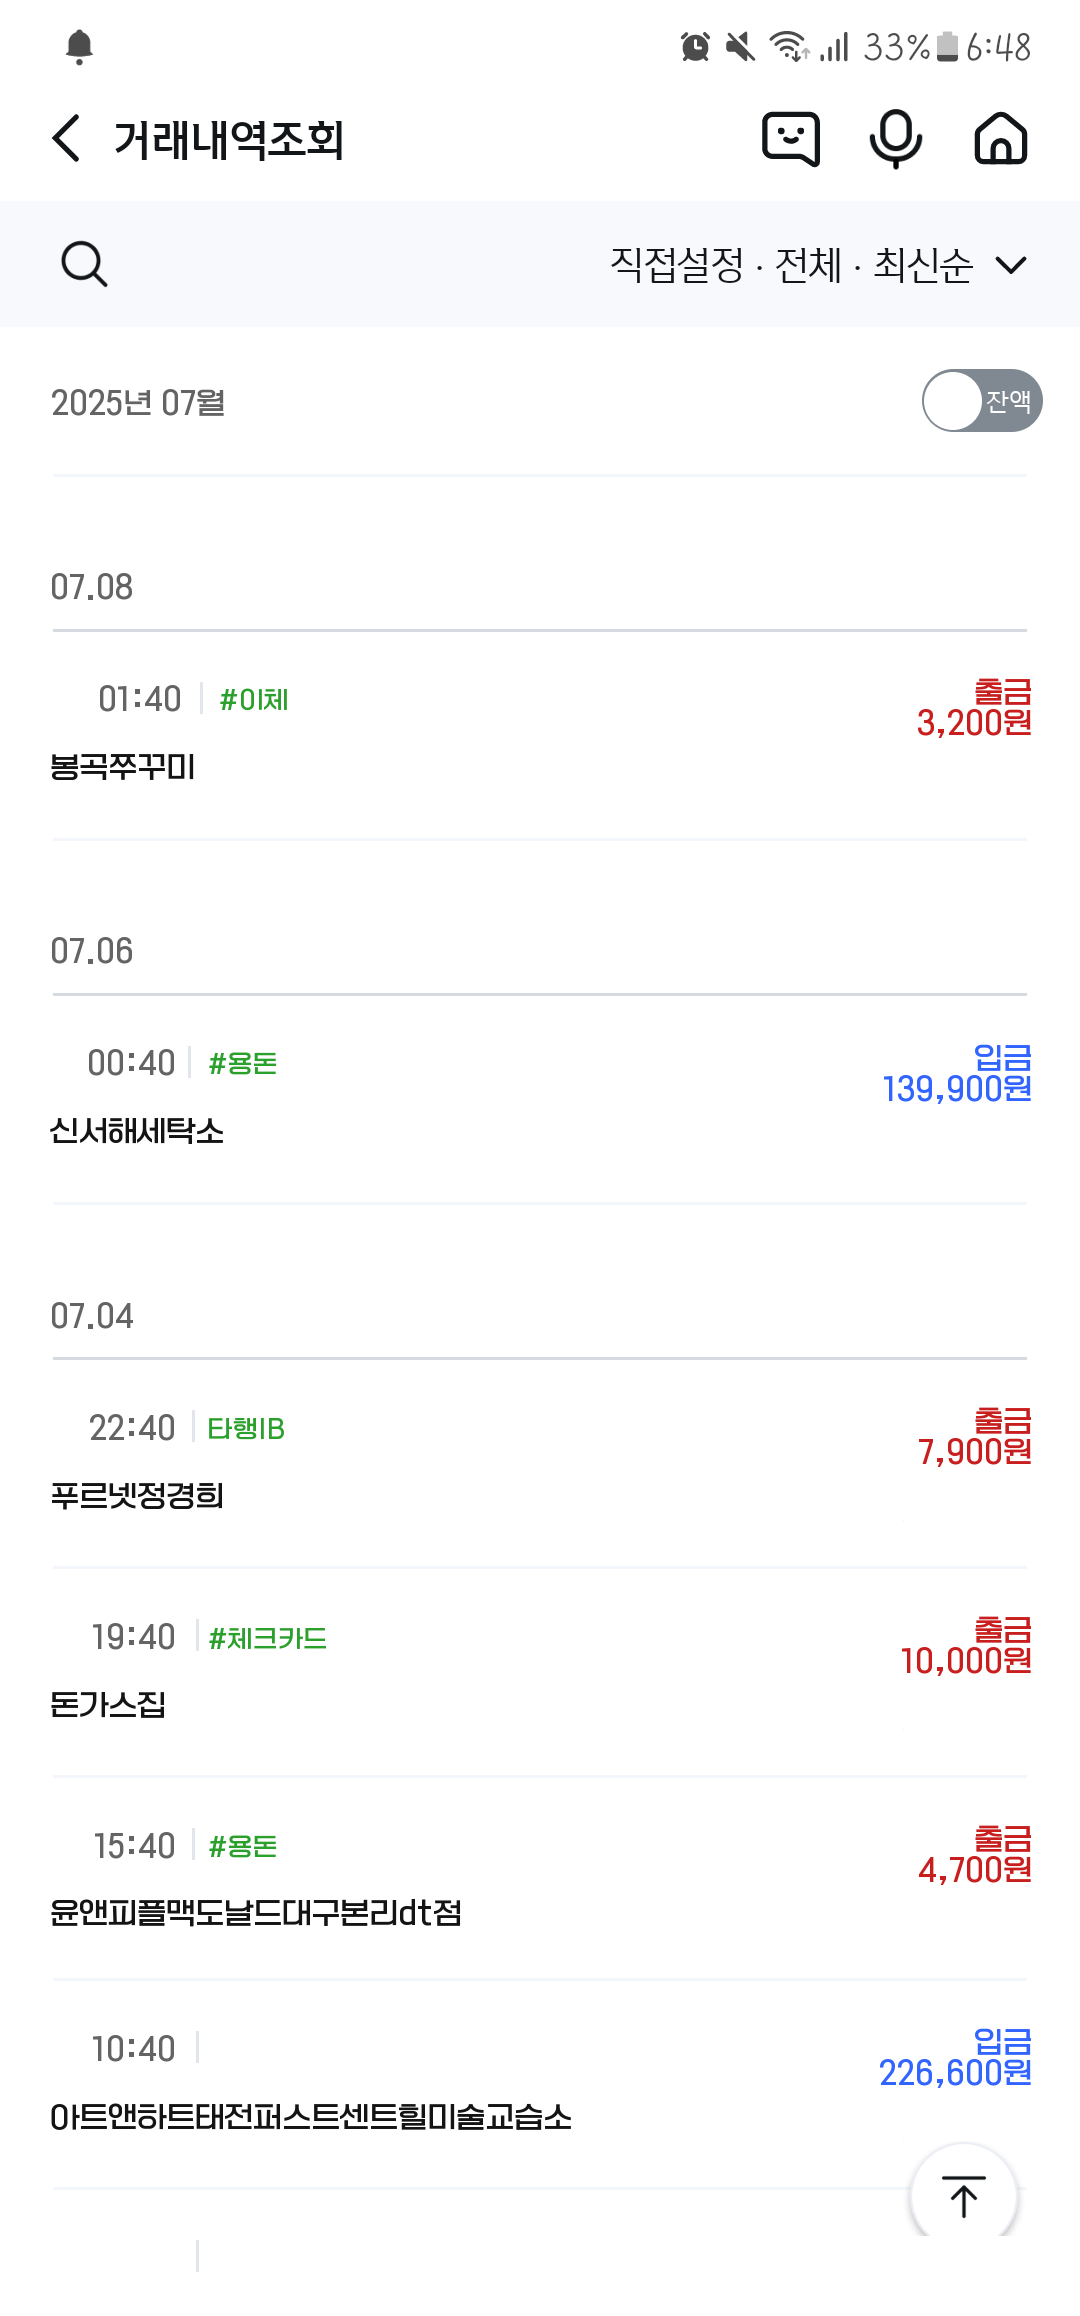 33% 6:48
거래내역조회
직접설정 · 전체 · 최신순
2025년 07월
잔액
07.08
01:40 #이체
출금
3,200원
봉곡쭈꾸미
07.06
00:40 #용돈
입금
139,900원
신서해세탁소
07.04
22:40 타행IB
출금
7,900원
푸르넷정경희
19:40 #체크카드
출금
10,000원
돈가스집
15:40 #용돈
출금
4,700원
윤앤피플맥도날드대구본리dt점
10:40
입금
226,600원
아트앤하트태전퍼스트센트힐미술교습소